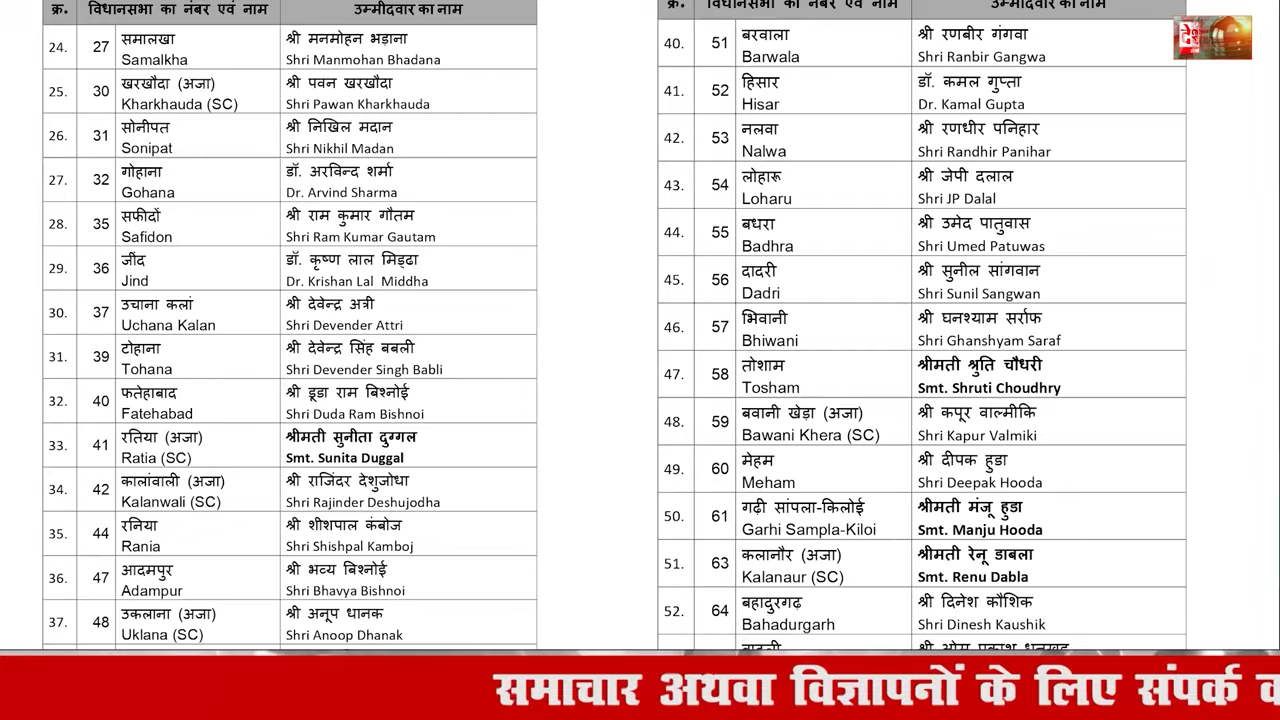 क्र. विधानसभा का नंबर एवं नाम उम्मीदवार का नाम
24. 27 समालखा श्री मनमोहन भड़ाना
Samalkha Shri Manmohan Bhadana
25. 30 खरखौदा (अजा) श्री पवन खरखौदा
Kharkhauda (SC) Shri Pawan Kharkhauda
26. 31 सोनीपत श्री निखिल मदान
Sonipat Shri Nikhil Madan
27. 32 गोहाना डॉ. अरविन्द शर्मा
Gohana Dr. Arvind Sharma
28. 35 सफीदों श्री राम कुमार गौतम
Safidon Shri Ram Kumar Gautam
29. 36 जींद डॉ. कृष्ण लाल मिड्ढा
Jind Dr. Krishan Lal Middha
30. 37 उचाना कलां श्री देवेन्द्र अत्री
Uchana Kalan Shri Devender Attri
31. 39 टोहाना श्री देवेन्द्र सिंह बबली
Tohana Shri Devender Singh Babli
32. 40 फतेहाबाद श्री डूडा राम बिश्नोई
Fatehabad Shri Duda Ram Bishnoi
33. 41 रतिया (अजा) श्रीमती सुनीता दुग्गल
Ratia (SC) Smt. Sunita Duggal
34. 42 कालांवाली (अजा) श्री राजिंदर देशुजोधा
Kalanwali (SC) Shri Rajinder Deshujodha
35. 44 रनिया श्री शीशपाल कंबोज
Rania Shri Shishpal Kamboj
36. 47 आदमपुर श्री भव्य बिश्नोई
Adampur Shri Bhavya Bishnoi
37. 48 उकलाना (अजा) श्री अनूप धानक
Uklana (SC) Shri Anoop Dhanak
क्र. विधानसभा का नंबर एवं नाम उम्मीदवार का नाम
40. 51 बरवाला श्री रणबीर गंगवा
Barwala Shri Ranbir Gangwa
41. 52 हिसार डॉ. कमल गुप्ता
Hisar Dr. Kamal Gupta
42. 53 नलवा श्री रणधीर पनिहार
Nalwa Shri Randhir Panihar
43. 54 लोहारू श्री जेपी दलाल
Loharu Shri JP Dalal
44. 55 बधरा श्री उमेद पातुवास
Badhra Shri Umed Patuwas
45. 56 दादरी श्री सुनील सांगवान
Dadri Shri Sunil Sangwan
46. 57 भिवानी श्री घनश्याम सर्राफ
Bhiwani Shri Ghanshyam Saraf
47. 58 तोशाम श्रीमती श्रुति चौधरी
Tosham Smt. Shruti Choudhry
48. 59 बवानी खेड़ा (अजा) श्री कपूर वाल्मीकि
Bawani Khera (SC) Shri Kapur Valmiki
49. 60 मेहम श्री दीपक हुडा
Meham Shri Deepak Hooda
50. 61 गढ़ी सांपला-किलोई श्रीमती मंजू हुडा
Garhi Sampla-Kiloi Smt. Manju Hooda
51. 63 कलानौर (अजा) श्रीमती रेनू डाबला
Kalanaur (SC) Smt. Renu Dabla
52. 64 बहादुरगढ़ श्री दिनेश कौशिक
Bahadurgarh Shri Dinesh Kaushik
समाचार अथवा विज्ञापनों के लिए संपर्क